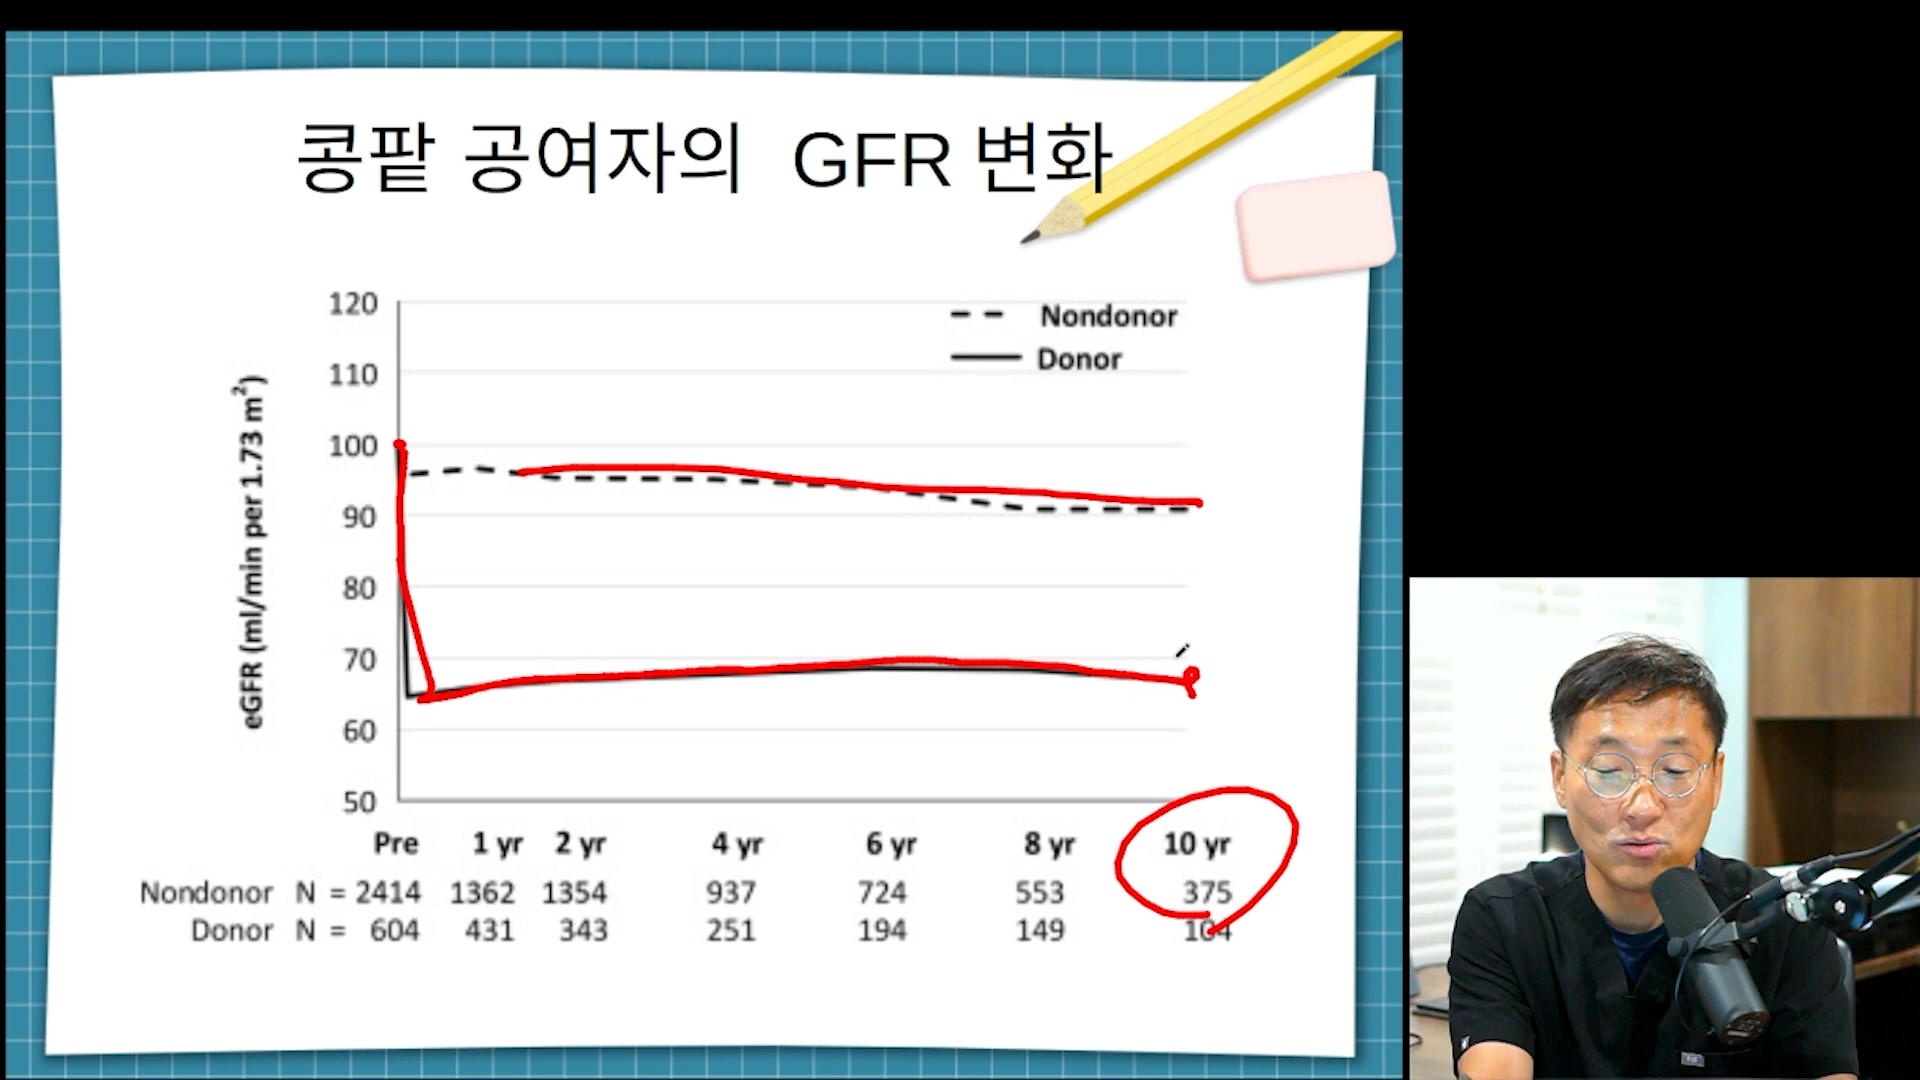 콩팥 공여자의 GFR 변화
120
Nondonor
Donor
110
100
90
80
70
60
50
eGFR (ml/min per 1.73 m²)
Pre 1 yr 2 yr 4 yr 6 yr 8 yr 10 yr
Nondonor N = 2414 1362 1354 937 724 553 375
Donor N = 604 431 343 251 194 149 104